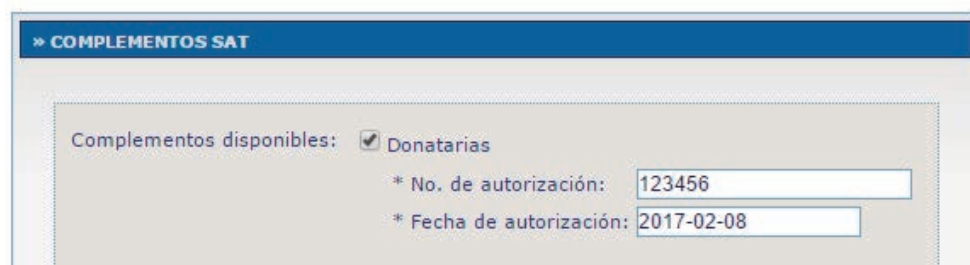 » COMPLEMENTOS SAT
Complementos disponibles: Donatarias
* No. de autorización: 123456
* Fecha de autorización: 2017-02-08